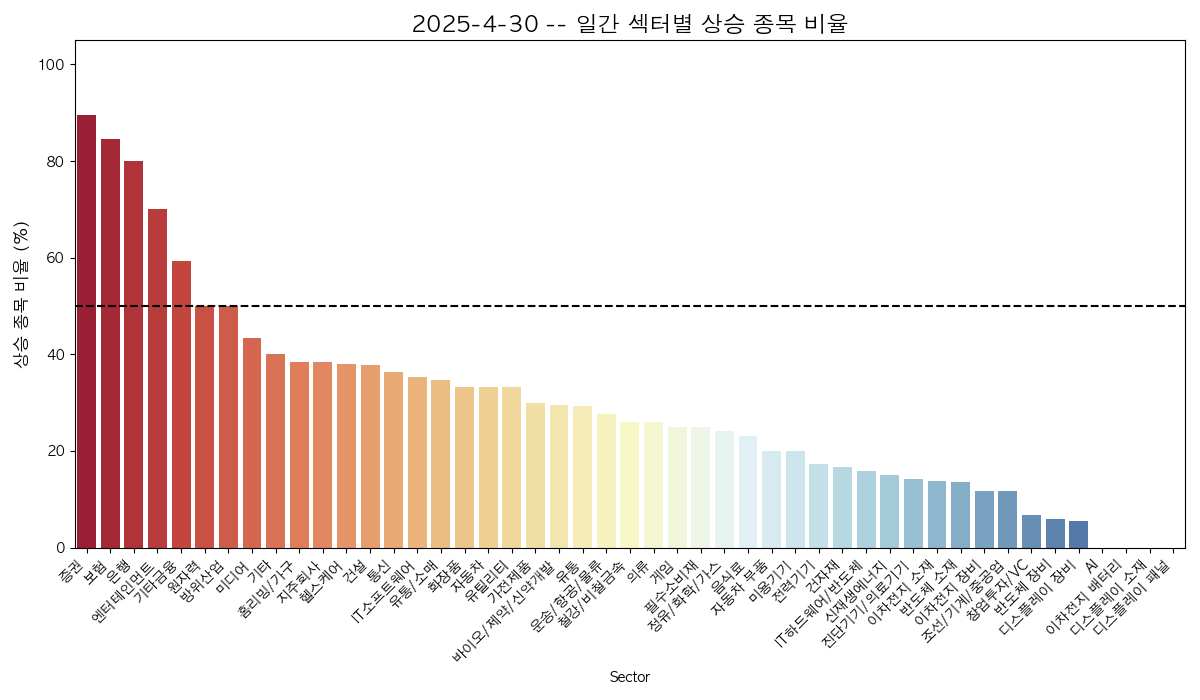 2025-4-30 -- 일간 섹터별 상승 종목 비율
상승 종목 비율 (%)
100
80
60
40
20
0
증권
보험
은행
엔터테인먼트
기타금융
원자력
방위산업
미디어
기타
홈리빙/가구
지주회사
헬스케어
건설
통신
IT소프트웨어
유통/소매
화장품
자동차
유틸리티
가전제품
바이오/제약/신약개발
유통
운송/항공/물류
철강/비철금속
의류
게임
필수소비재
정유/화학/가스
음식료
자동차 부품
미용기기
전력기기
건자재
IT하드웨어/반도체
신재생에너지
진단기기/의료기기
이차전지 소재
반도체 소재
이차전지 장비
조선/기계/중공업
창업투자/VC
반도체 장비
디스플레이 장비
AI
이차전지 배터리
디스플레이 소재
디스플레이 패널
Sector